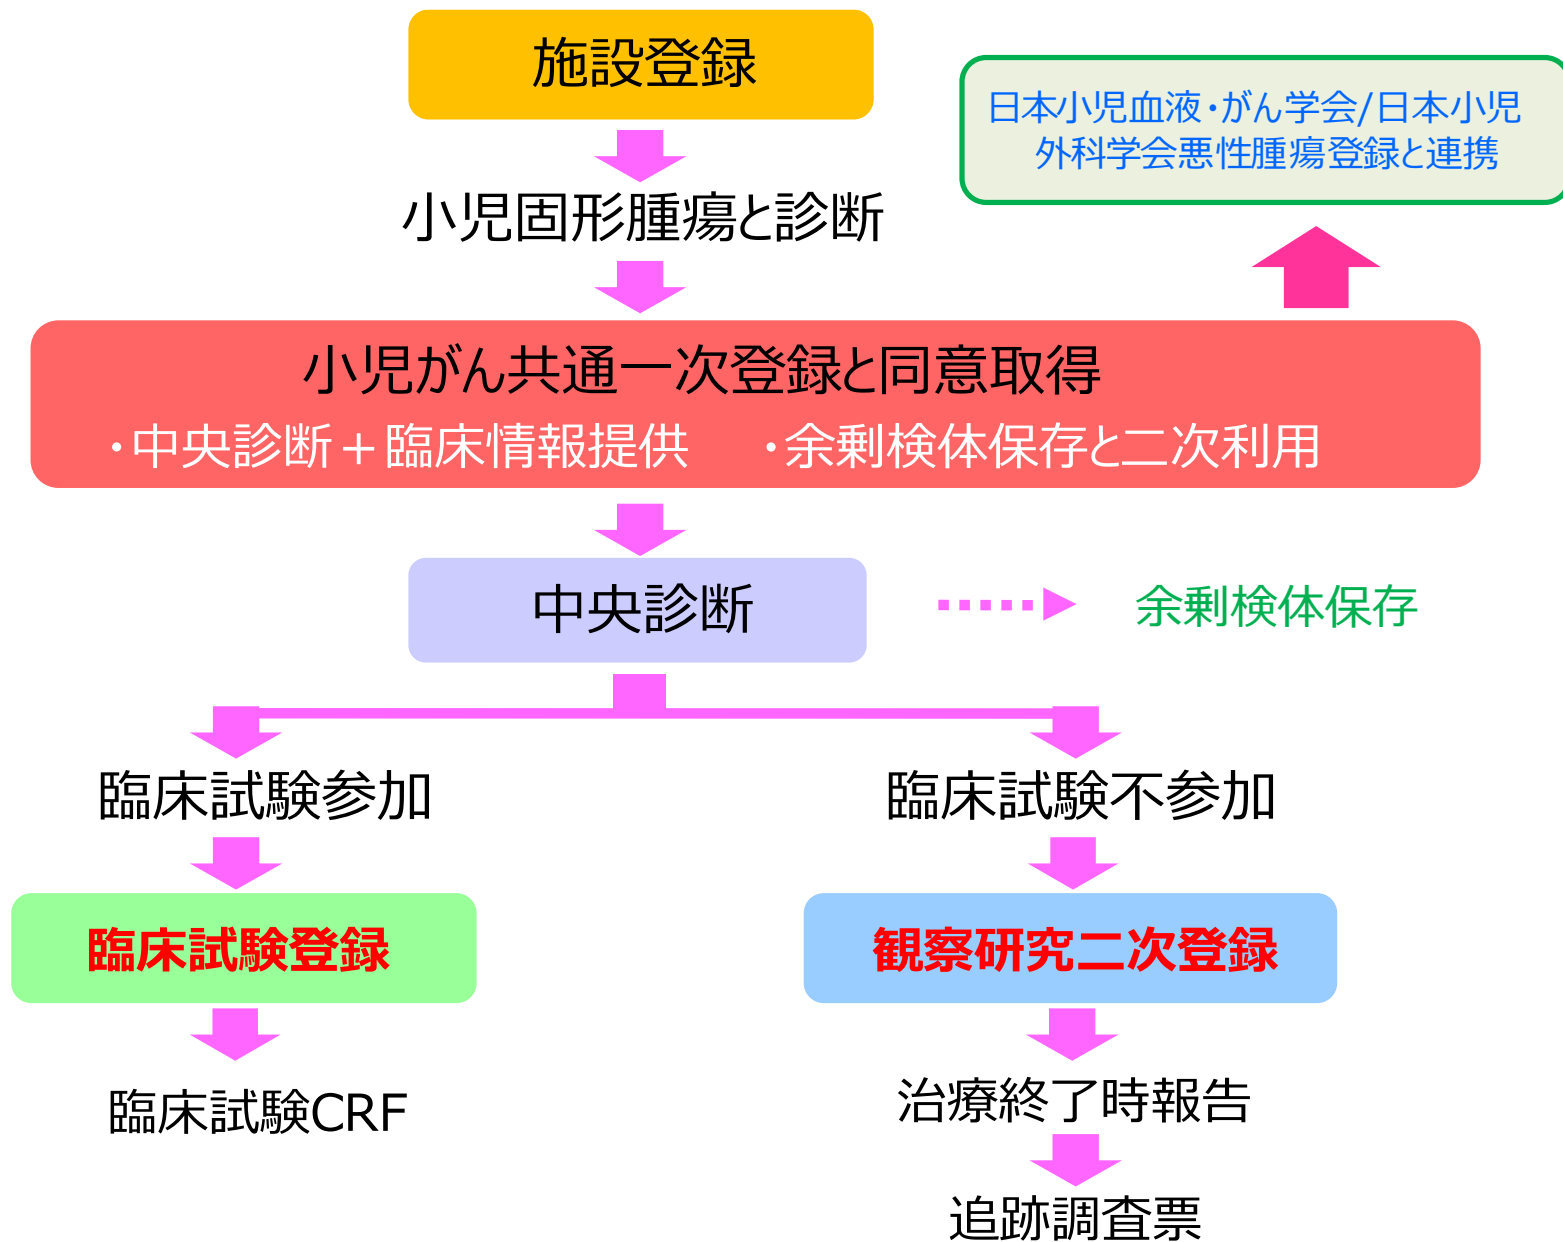 施設登録
日本小児血液・がん学会/日本小児
外科学会悪性腫瘍登録と連携
小児固形腫瘍と診断
小児がん共通一次登録と同意取得
・中央診断＋臨床情報提供　・余剰検体保存と二次利用
中央診断
余剰検体保存
臨床試験参加
臨床試験不参加
臨床試験登録
観察研究二次登録
臨床試験CRF
治療終了時報告
追跡調査票